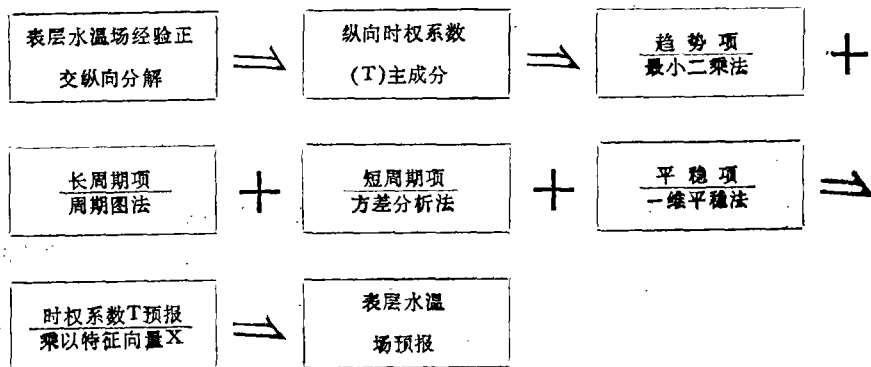 表层水温场经验正
交纵向分解
⇒
纵向时权系数
(T)主成分
⇒
趋势项
最小二乘法
+
长周期项
周期图法
+
短周期项
方差分析法
+
平稳项
一维平稳法
⇒
时权系数T预报
乘以特征向量X
⇒
表层水温
场预报